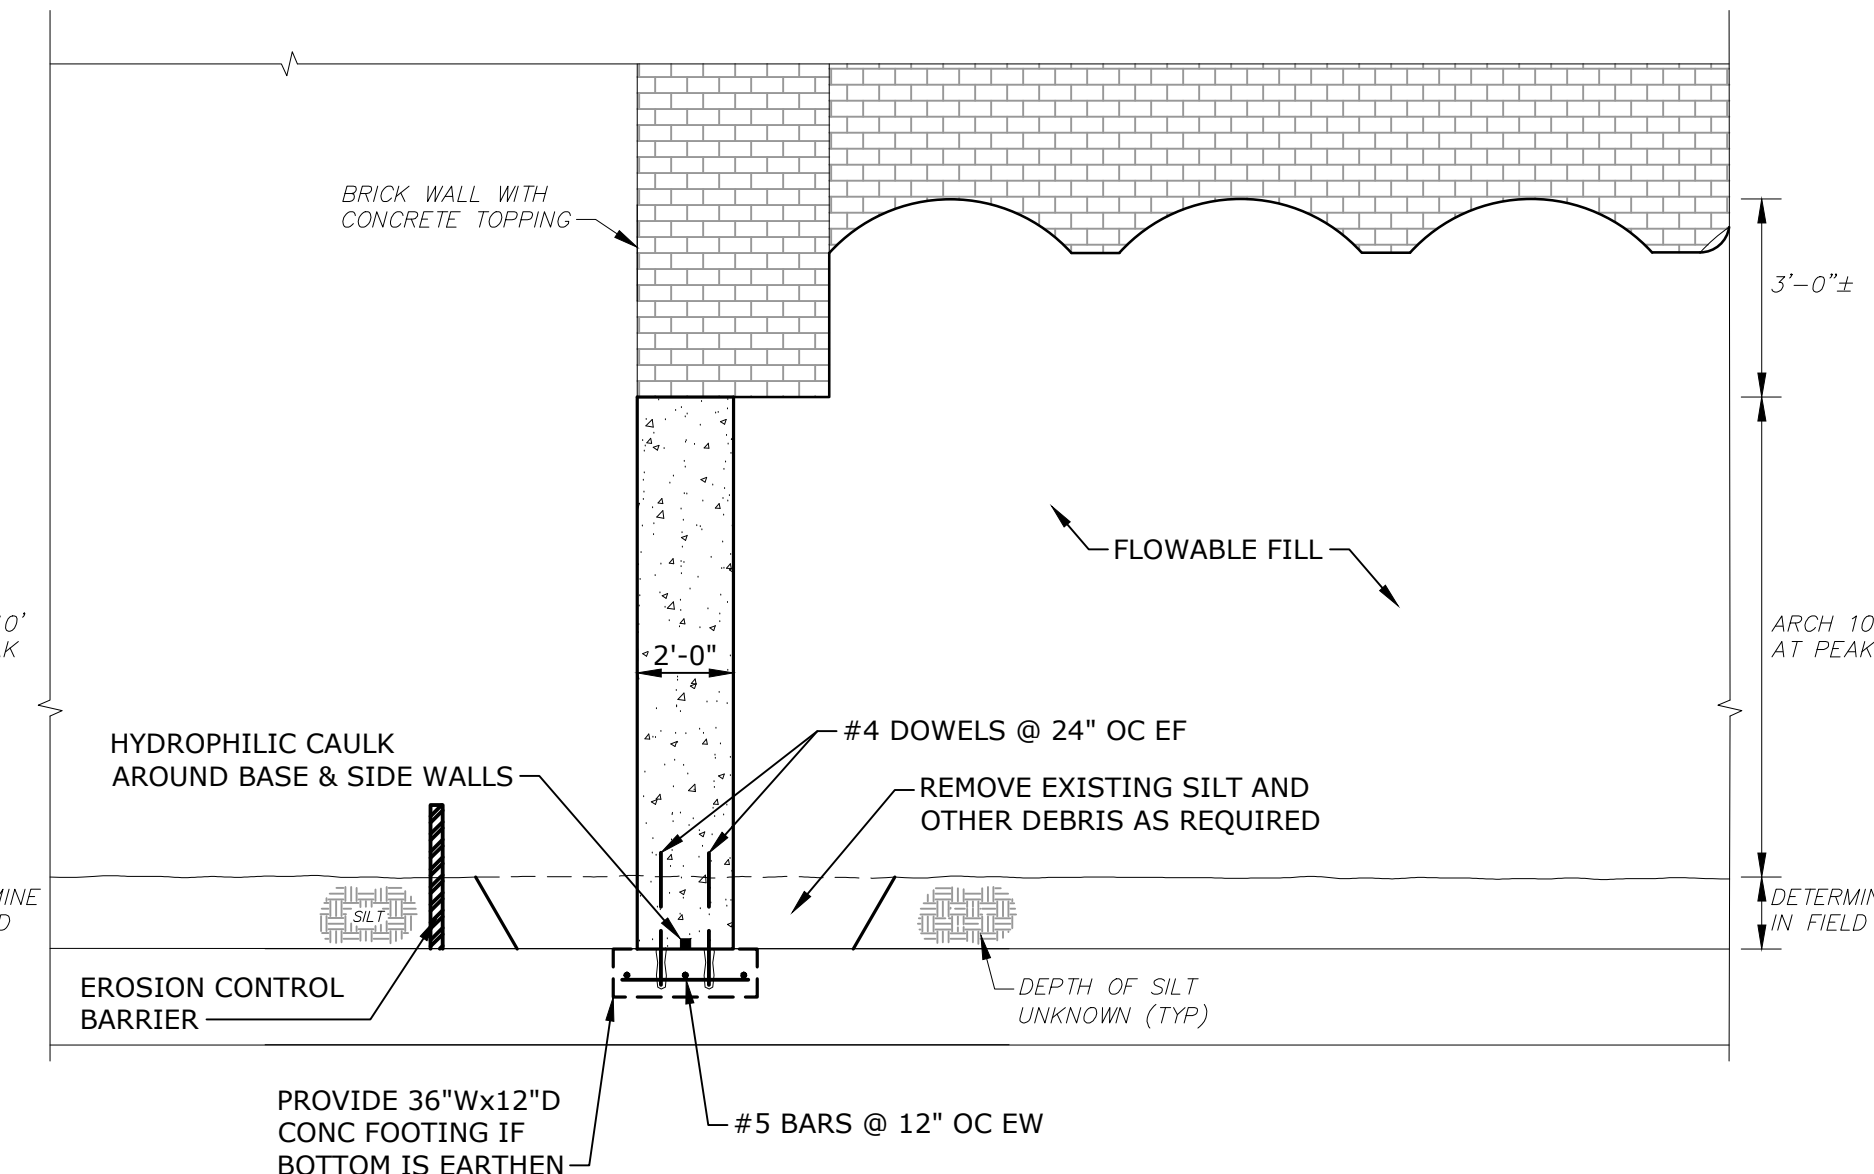 BRICK WALL WITH
CONCRETE TOPPING
3'-0"±
FLOWABLE FILL
0'
K
ARCH 10
AT PEAK
2'-0"
#4 DOWELS @ 24" OC EF
HYDROPHILIC CAULK
AROUND BASE & SIDE WALLS
REMOVE EXISTING SILT AND
OTHER DEBRIS AS REQUIRED
MINE
D
SILT
DETERMIN
IN FIELD
EROSION CONTROL
BARRIER
DEPTH OF SILT
UNKNOWN (TYP)
PROVIDE 36"Wx12"D
CONC FOOTING IF
BOTTOM IS EARTHEN
#5 BARS @ 12" OC EW